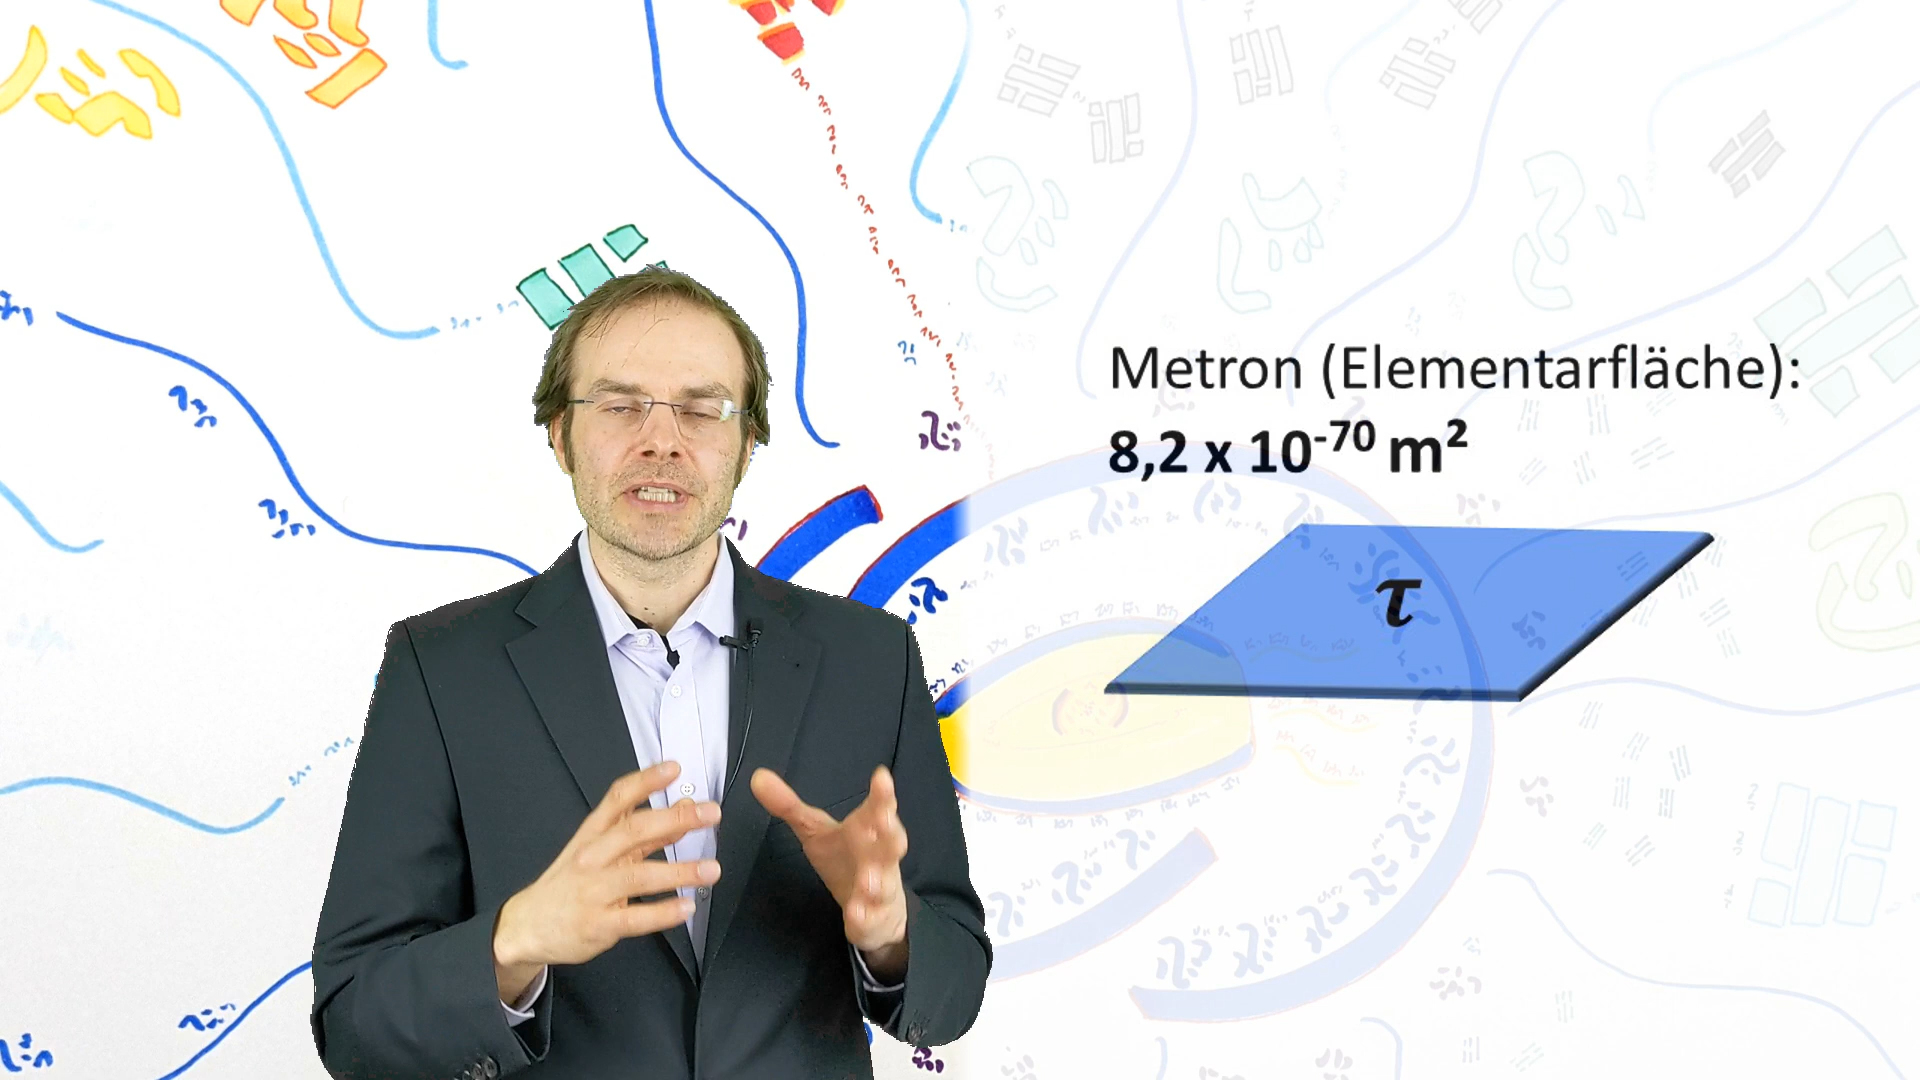 Metron (Elementarfläche):
8,2 x 10⁻⁷⁰ m²
τ